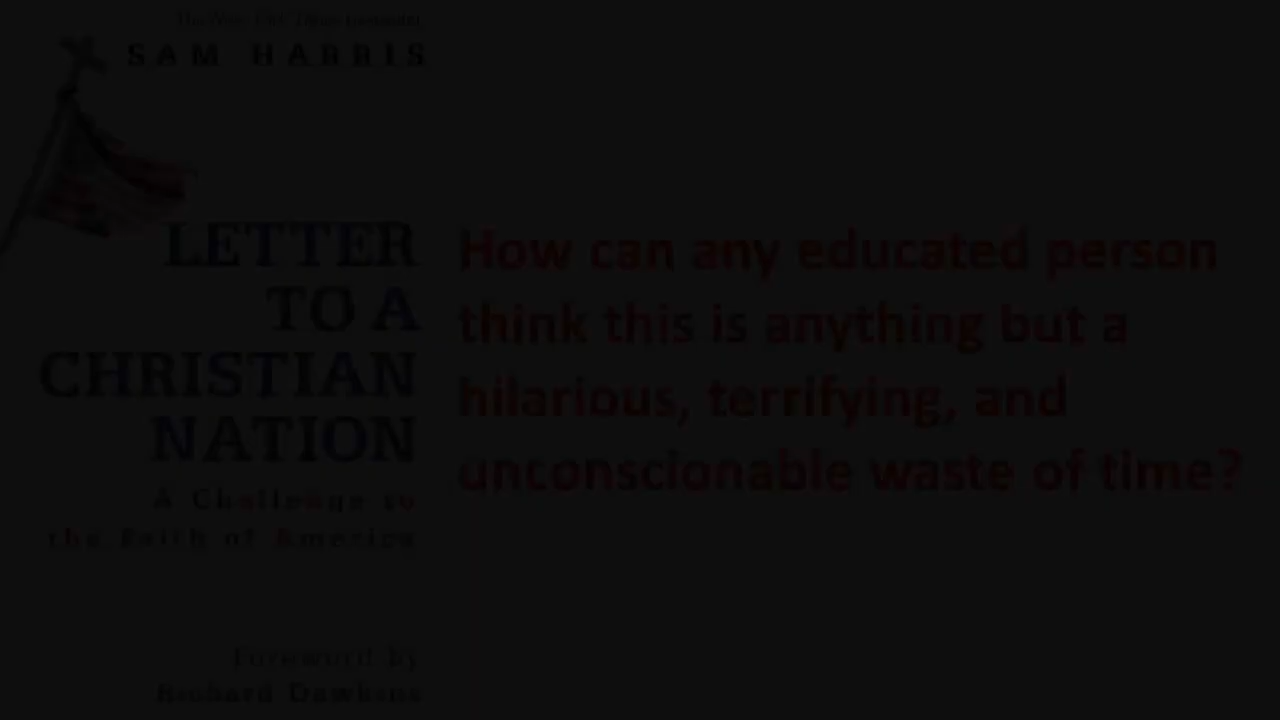 The New York Times bestseller
SAM HARRIS
LETTER
TO A
CHRISTIAN
NATION
A Challenge to
the Faith of America
Foreword by
Richard Dawkins
How can any educated person
think this is anything but a
hilarious, terrifying, and
unconscionable waste of time?